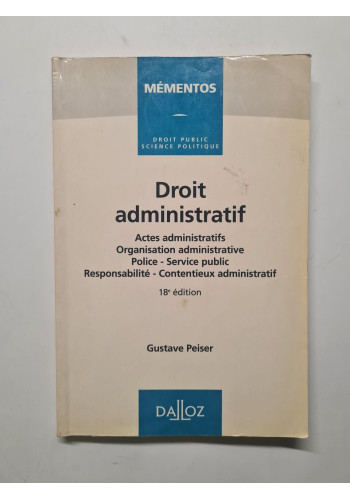 MÉMENTOS
DROIT PUBLIC
SCIENCE POLITIQUE
Droit
administratif
Actes administratifs
Organisation administrative
Police - Service public
Responsabilité - Contentieux administratif
18e édition
Gustave Peiser
DALLOZ